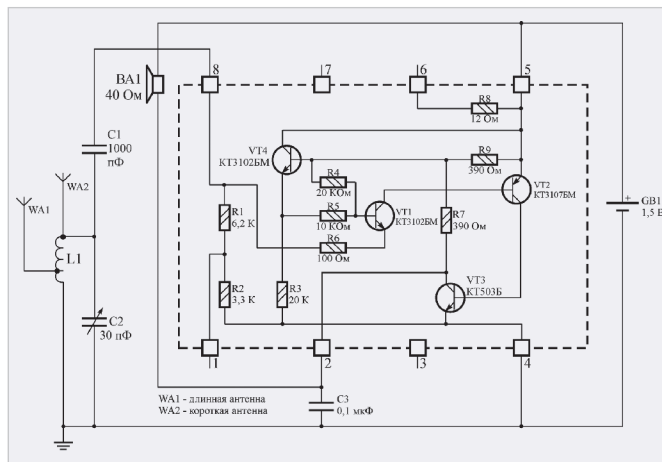 8
7
6
5
BA1
40 Ом
R8
12 Ом
C1
1000
пФ
VT4
КТ3102БМ
R9
390 Ом
WA2
R4
20 КОм
VT2
КТ3107БМ
WA1
R1
6,2 К
R5
10 КОм
VT1
КТ3102БМ
R7
390 Ом
GB1
1,5 В
L1
R6
100 Ом
R2
3,3 К
R3
20 К
VT3
КТ503Б
C2
30 пФ
1
2
3
4
WA1 - длинная антенна
WA2 - короткая антенна
C3
0,1 мкФ